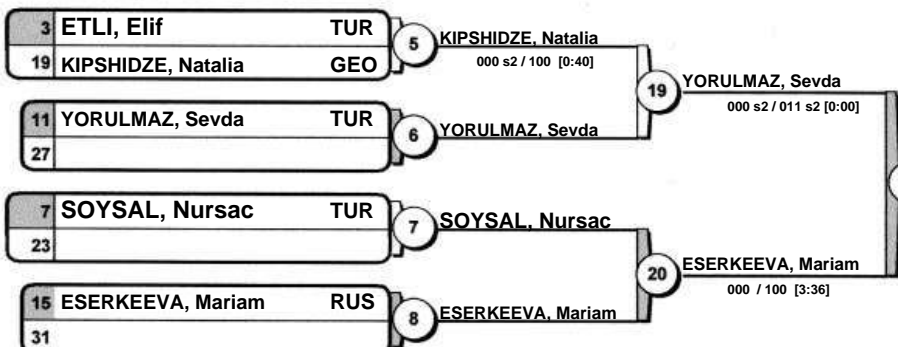 3 ETLI, Elif TUR
19 KIPSHIDZE, Natalia GEO
5
KIPSHIDZE, Natalia
000 s2 / 100 [0:40]
11 YORULMAZ, Sevda TUR
27
6
YORULMAZ, Sevda
19
YORULMAZ, Sevda
000 s2 / 011 s2 [0:00]
7 SOYSAL, Nursac TUR
23
7
SOYSAL, Nursac
15 ESERKEEVA, Mariam RUS
31
8
ESERKEEVA, Mariam
20
ESERKEEVA, Mariam
000 / 100 [3:36]